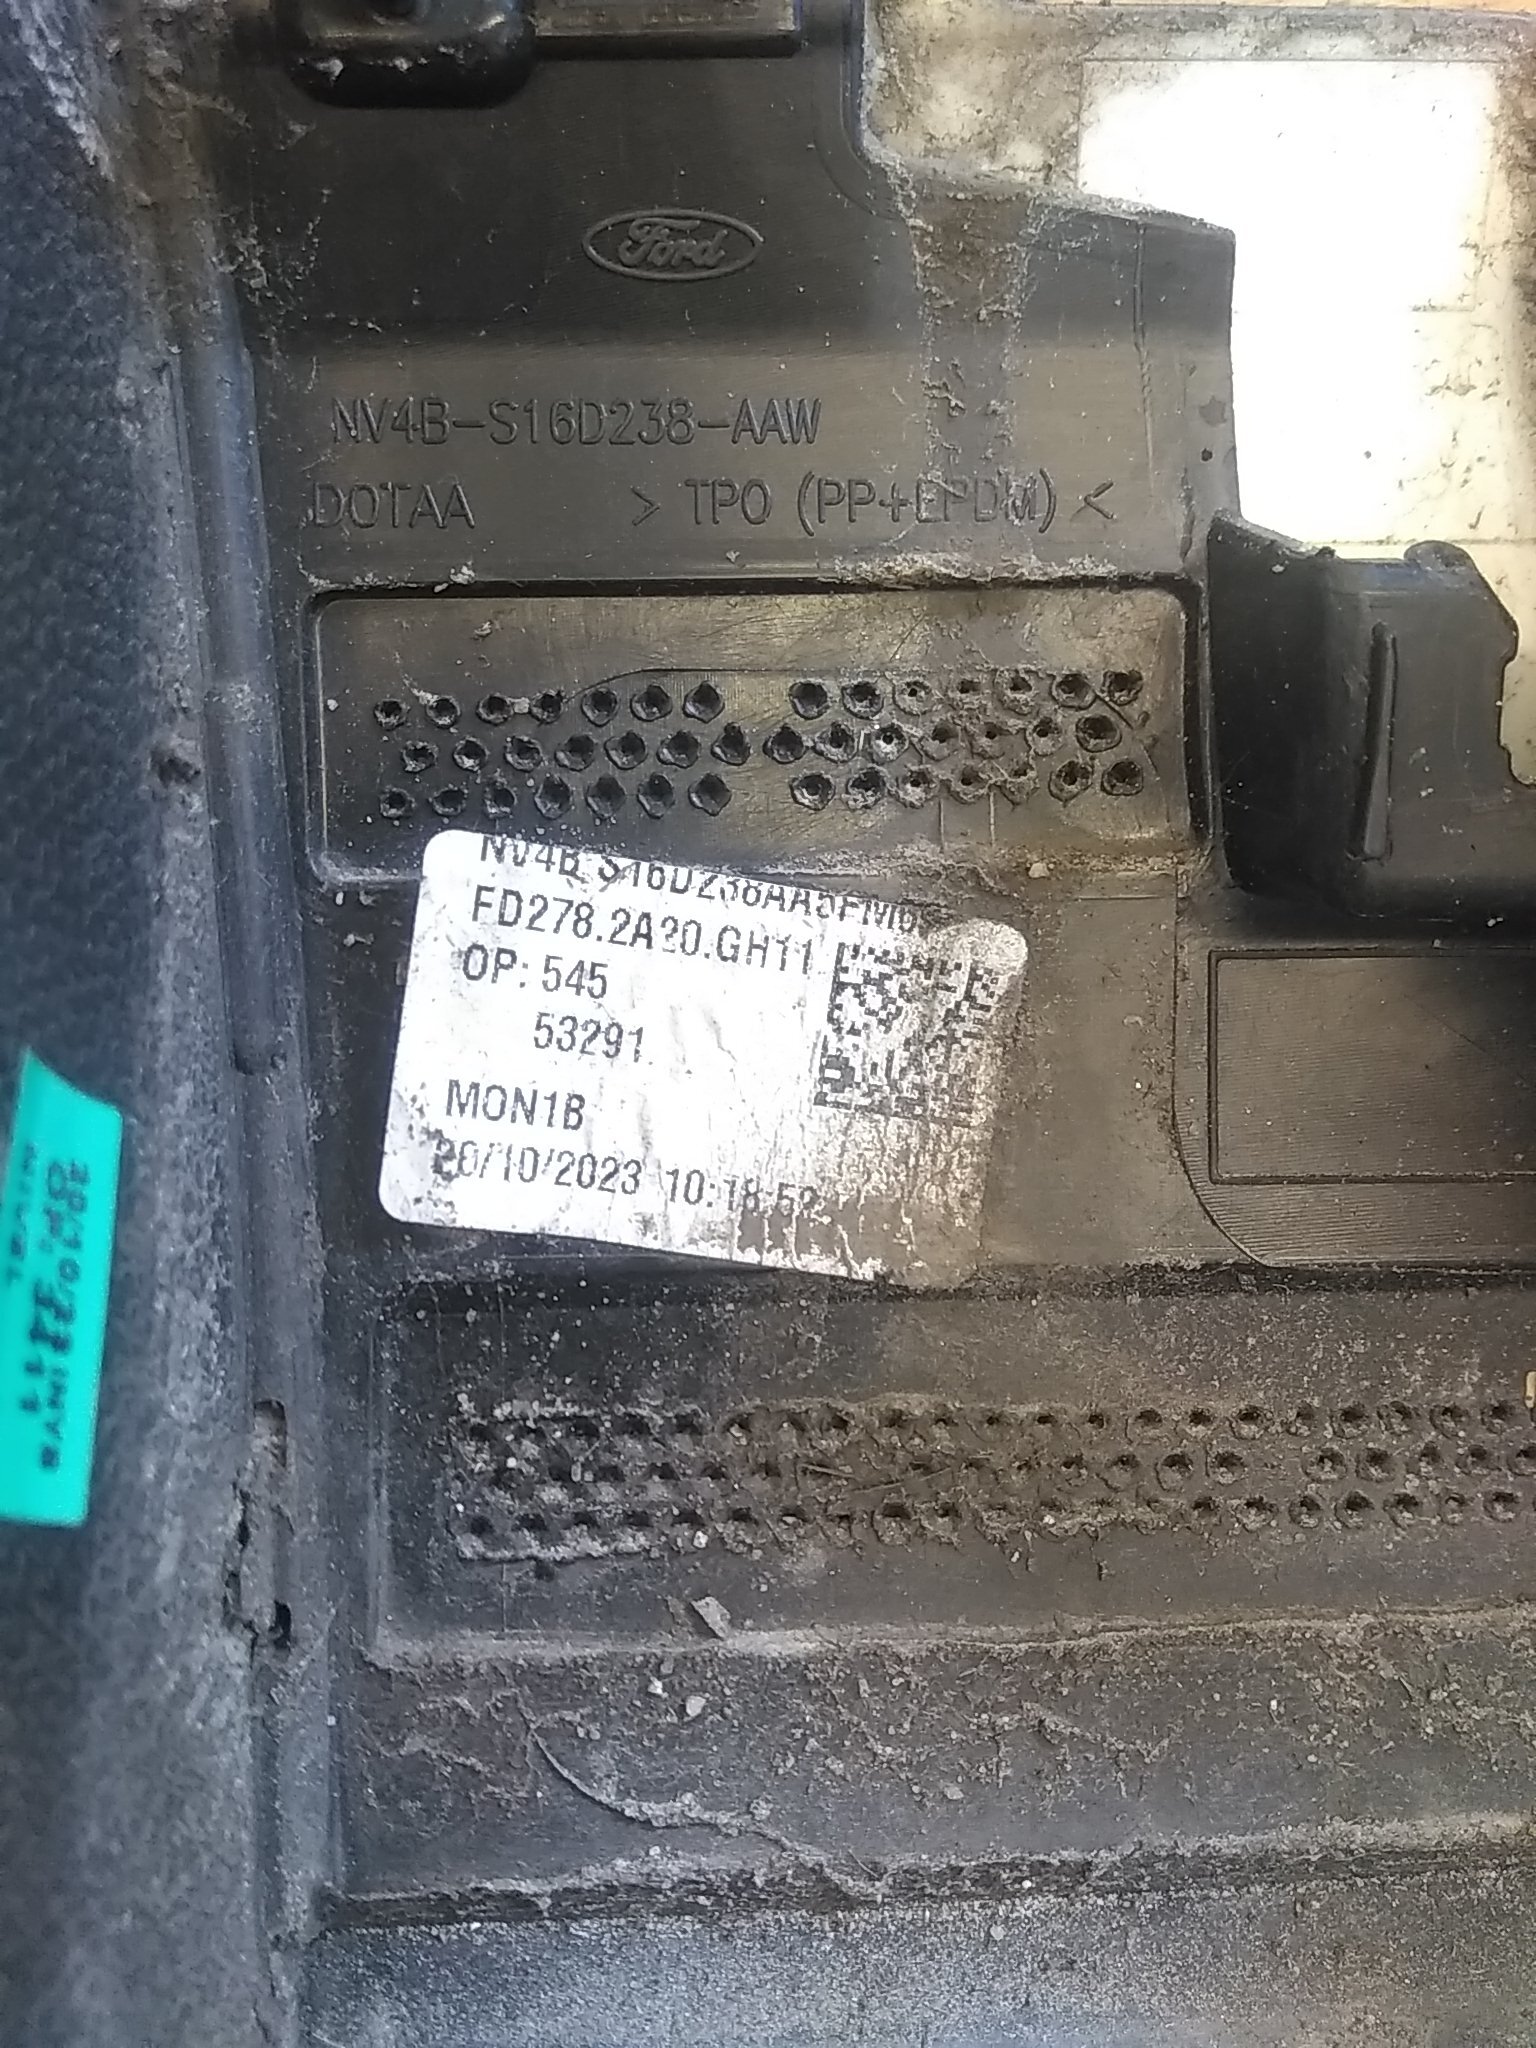 Ford
NV4B-S16D238-AAW
DOTAA > TPO (PP+EPDM) <
FD278.2A20.GH11
OP: 545
53291
MON1B
20/10/2023 10:18:52